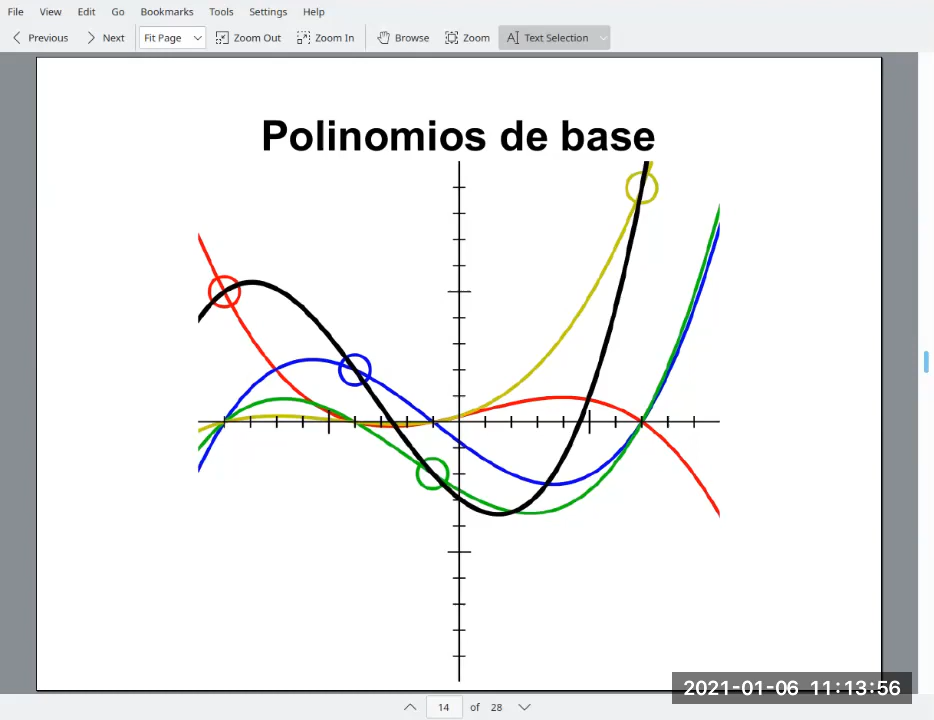 File View Edit Go Bookmarks Tools Settings Help
Previous Next Fit Page Zoom Out Zoom In Browse Zoom Text Selection
Polinomios de base
2021-01-06 11:13:56
14 of 28